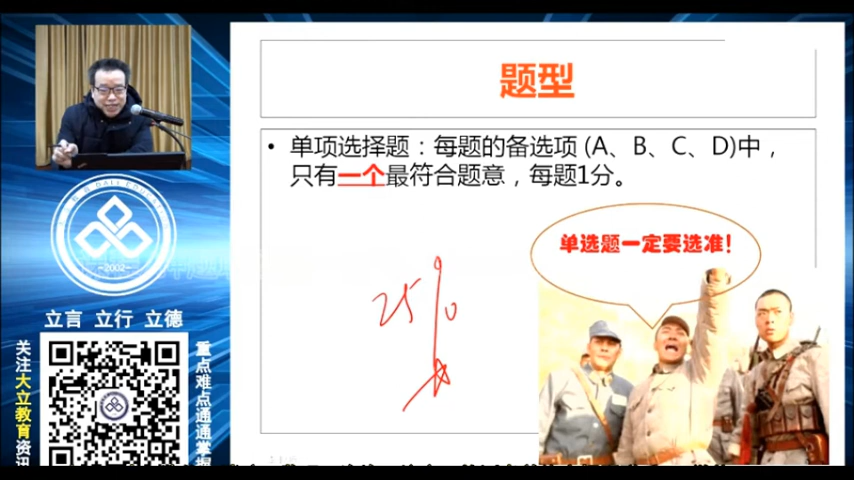 题型
• 单项选择题：每题的备选项 (A、B、C、D)中，
只有一个最符合题意，每题1分。
单选题一定要选准！
25%
DALI EDUCAT
-2002-
立言 立行 立德
关注大立教育资讯
重点难点通通掌握